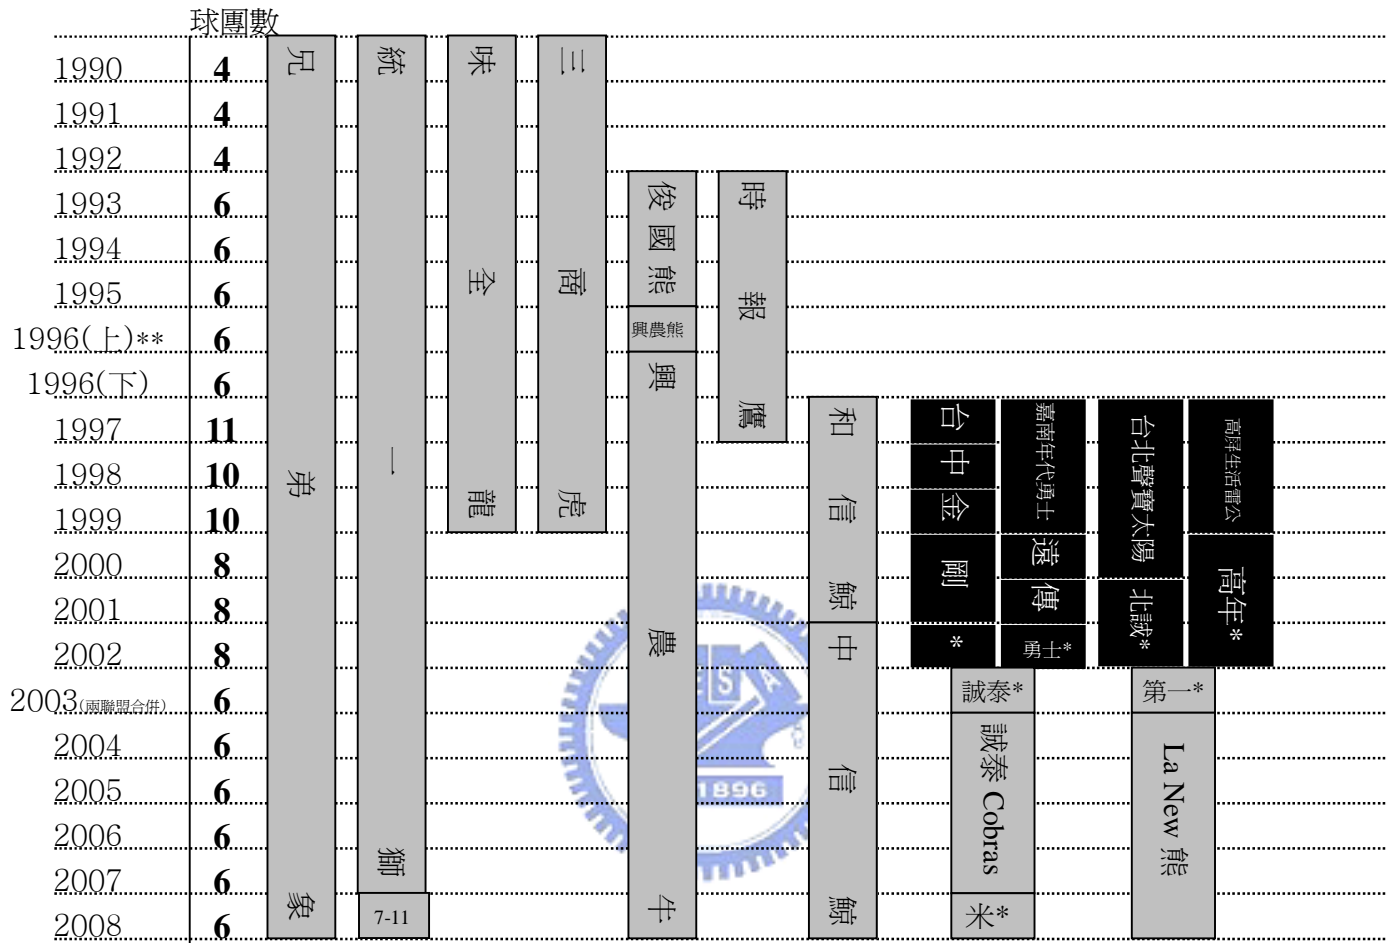 球團數
1990 4
1991 4
1992 4
1993 6
1994 6
1995 6
1996(上)** 6
1996(下) 6
1997 11
1998 10
1999 10
2000 8
2001 8
2002 8
2003(兩聯盟合併) 6
2004 6
2005 6
2006 6
2007 6
2008 6
兄弟象
統一獅
7-11
味全龍
三商虎
俊國熊
興農熊
興農牛
時報鷹
和信鯨
中信鯨
台中金剛*
嘉南年代勇士
遠傳
勇士*
台北聲寶太陽
北誠*
高屏生活雷公
高年*
誠泰*
誠泰 Cobras
米*
第一*
La New 熊
S A
1896